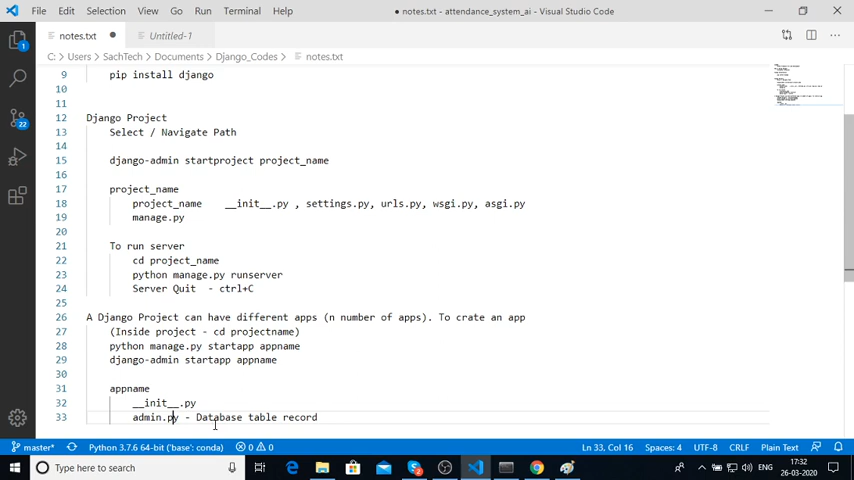 File Edit Selection View Go Run Terminal Help ● notes.txt - attendance_system_ai - Visual Studio Code
notes.txt ● Untitled-1
C: > Users > SachTech > Documents > Django_Codes > notes.txt
9 pip install django
10
11
12 Django Project
13 Select / Navigate Path
14
15 django-admin startproject project_name
16
17 project_name
18 project_name __init__.py , settings.py, urls.py, wsgi.py, asgi.py
19 manage.py
20
21 To run server
22 cd project_name
23 python manage.py runserver
24 Server Quit - ctrl+C
25
26 A Django Project can have different apps (n number of apps). To crate an app
27 (Inside project - cd projectname)
28 python manage.py startapp appname
29 django-admin startapp appname
30
31 appname
32 __init__.py
33 admin.py - Database table record
1
22
master* Python 3.7.6 64-bit ('base': conda) 0 0 Ln 33, Col 16 Spaces: 4 UTF-8 CRLF Plain Text
Type here to search ENG 17:32
26-03-2020